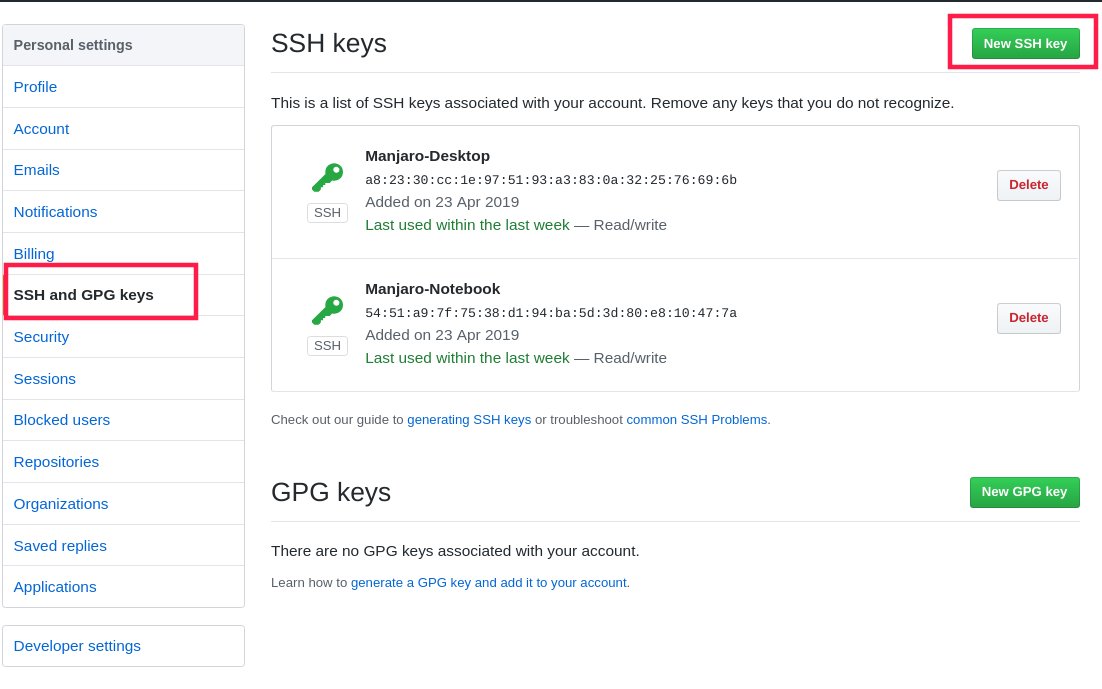 Personal settings
Profile
Account
Emails
Notifications
Billing
SSH and GPG keys
Security
Sessions
Blocked users
Repositories
Organizations
Saved replies
Applications
Developer settings
SSH keys
New SSH key
This is a list of SSH keys associated with your account. Remove any keys that you do not recognize.
Manjaro-Desktop
a8:23:30:cc:1e:97:51:93:a3:83:0a:32:25:76:69:6b
Added on 23 Apr 2019
Last used within the last week — Read/write
SSH
Delete
Manjaro-Notebook
54:51:a9:7f:75:38:d1:94:ba:5d:3d:80:e8:10:47:7a
Added on 23 Apr 2019
Last used within the last week — Read/write
SSH
Delete
Check out our guide to generating SSH keys or troubleshoot common SSH Problems.
GPG keys
New GPG key
There are no GPG keys associated with your account.
Learn how to generate a GPG key and add it to your account.